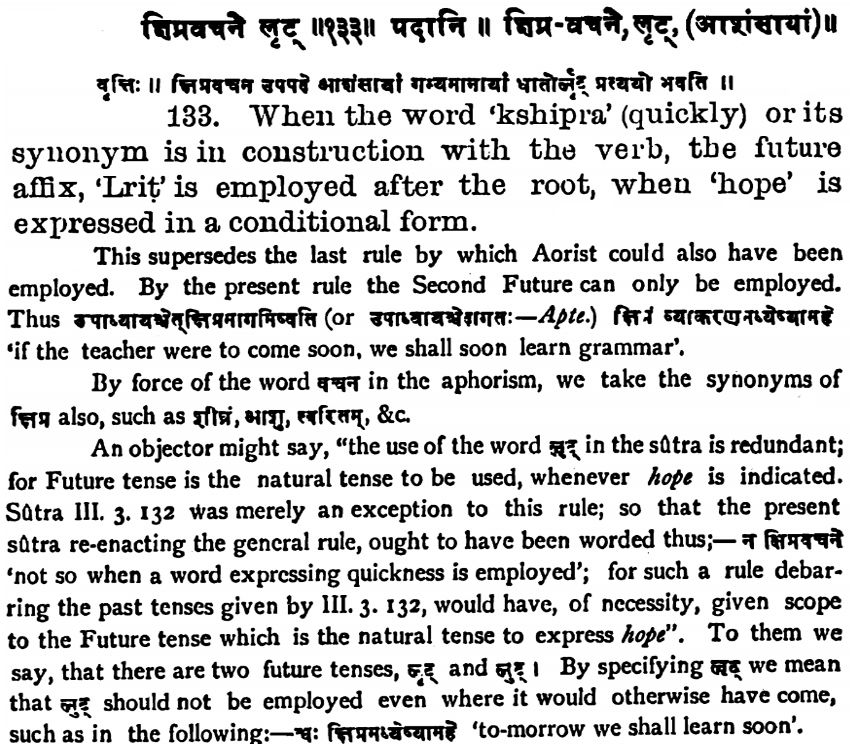 क्षिप्रवचने लृट् ॥१३३॥ पदानि ॥ क्षिप्र-वचने, लृट्, (आशंसायां)॥
वृत्तिः ॥ क्षिप्रवचन उपपदे आशंसायां गम्यमानायां धातोर्लृट् प्रत्ययो भवति ॥
133. When the word 'kshipra' (quickly) or its
synonym is in construction with the verb, the future
affix, 'Lriṭ' is employed after the root, when 'hope' is
expressed in a conditional form.
This supersedes the last rule by which Aorist could also have been
employed. By the present rule the Second Future can only be employed.
Thus उपाध्यायश्चेत्क्षिप्रमागमिष्यति (or उपाध्यायश्चेदागतः—Apte.) क्षिप्रं व्याकरणमध्येष्यामहे
'if the teacher were to come soon, we shall soon learn grammar'.
By force of the word वचन in the aphorism, we take the synonyms of
क्षिप्र also, such as शीघ्रं, आशु, त्वरितम्, &c.
An objector might say, "the use of the word लृट् in the sûtra is redundant;
for Future tense is the natural tense to be used, whenever hope is indicated.
Sûtra III. 3. 132 was merely an exception to this rule; so that the present
sûtra re-enacting the general rule, ought to have been worded thus;—न क्षिप्रवचने
'not so when a word expressing quickness is employed'; for such a rule debar-
ring the past tenses given by III. 3. 132, would have, of necessity, given scope
to the Future tense which is the natural tense to express hope". To them we
say, that there are two future tenses, लृट् and लुट् । By specifying लृट् we mean
that लुट् should not be employed even where it would otherwise have come,
such as in the following:—श्वः क्षिप्रमध्येष्यामहे 'to-morrow we shall learn soon'.